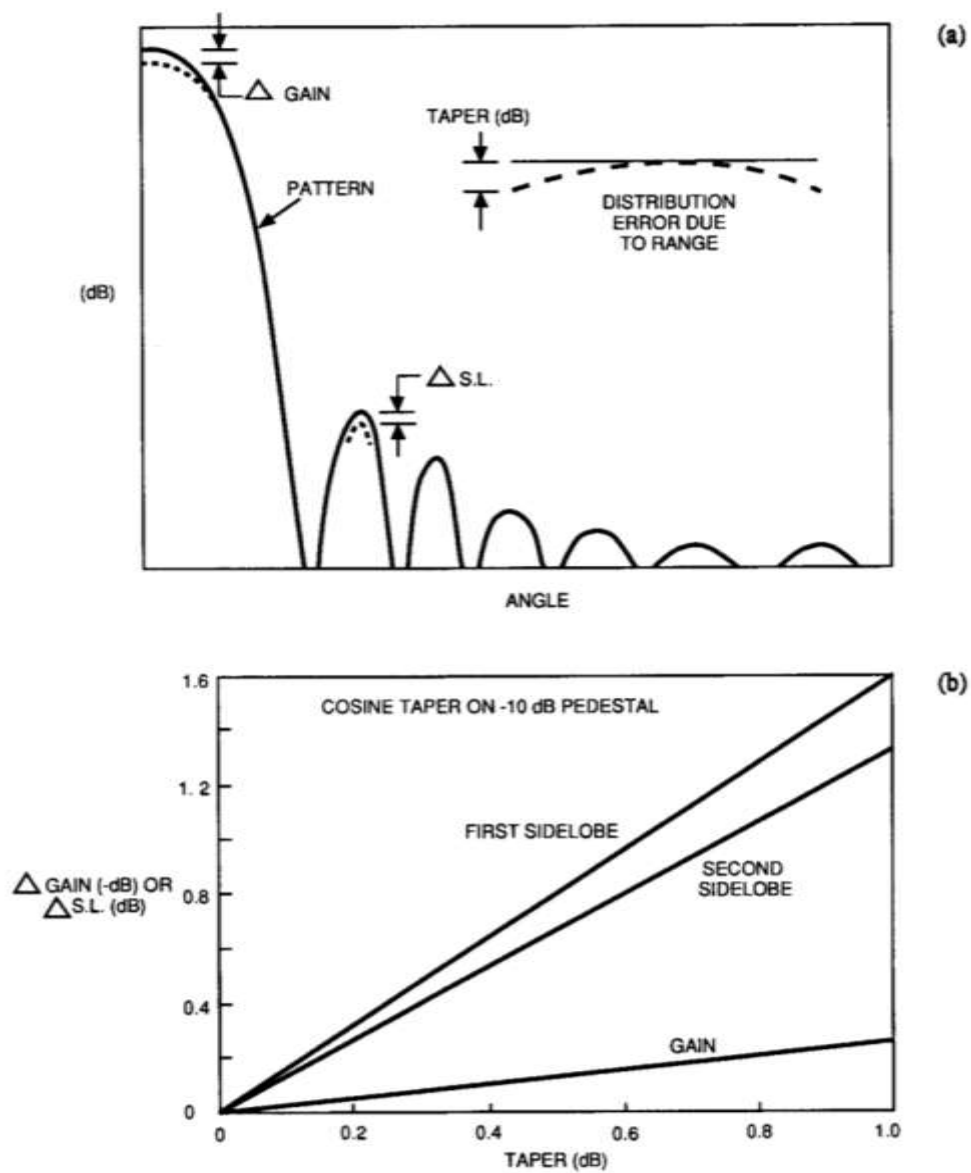 (a)
△ GAIN
TAPER (dB)
PATTERN
DISTRIBUTION
ERROR DUE
TO RANGE
(dB)
△ S.L.
ANGLE
(b)
1.6
COSINE TAPER ON -10 dB PEDESTAL
1.2
FIRST SIDELOBE
SECOND
SIDELOBE
△ GAIN (-dB) OR
△ S.L. (dB)
0.8
0.4
GAIN
0
0 0.2 0.4 0.6 0.8 1.0
TAPER (dB)